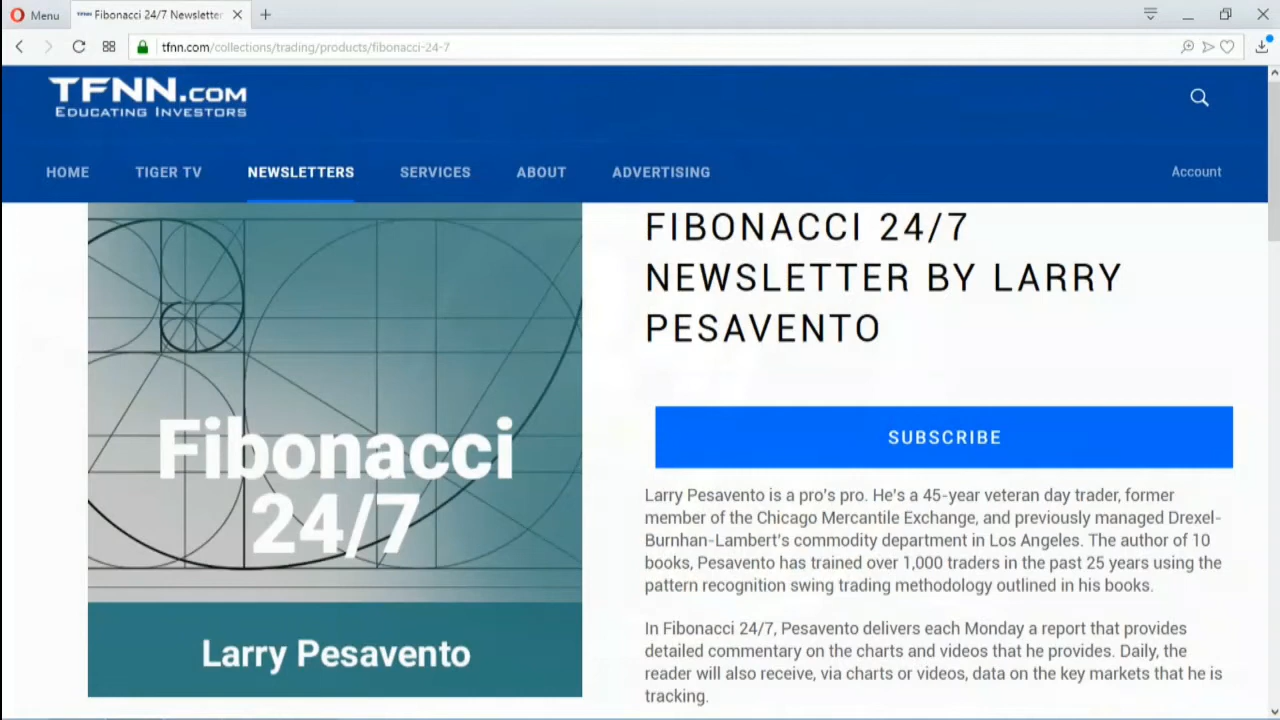 Menu
Fibonacci 24/7 Newsletter
tfnn.com/collections/trading/products/fibonacci-24-7
TFNN.COM
EDUCATING INVESTORS
HOME TIGER TV NEWSLETTERS SERVICES ABOUT ADVERTISING Account
FIBONACCI 24/7
NEWSLETTER BY LARRY
PESAVENTO
Fibonacci
24/7
Larry Pesavento
SUBSCRIBE
Larry Pesavento is a pro's pro. He's a 45-year veteran day trader, former
member of the Chicago Mercantile Exchange, and previously managed Drexel-
Burnhan-Lambert's commodity department in Los Angeles. The author of 10
books, Pesavento has trained over 1,000 traders in the past 25 years using the
pattern recognition swing trading methodology outlined in his books.
In Fibonacci 24/7, Pesavento delivers each Monday a report that provides
detailed commentary on the charts and videos that he provides. Daily, the
reader will also receive, via charts or videos, data on the key markets that he is
tracking.